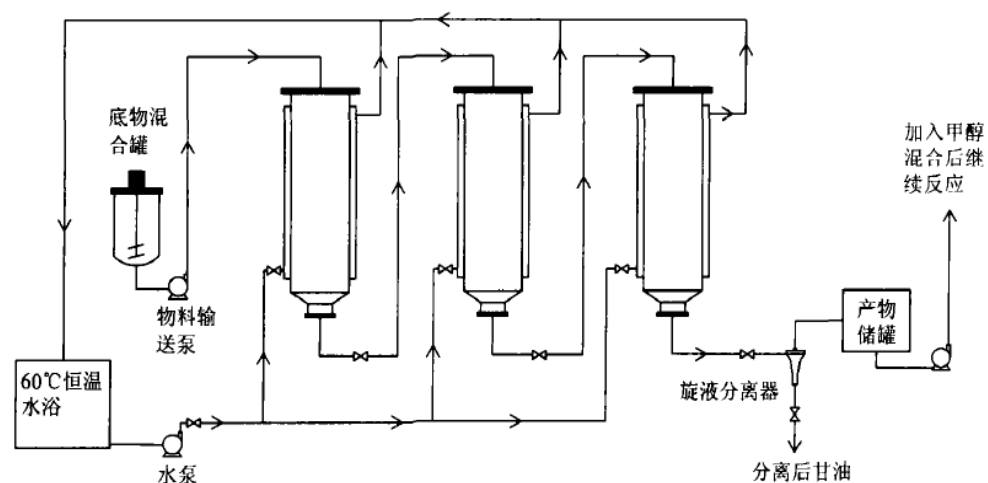 底物混
合罐
物料输
送泵
60℃恒温
水浴
水泵
加入甲醇
混合后继
续反应
产物
储罐
旋液分离器
分离后甘油